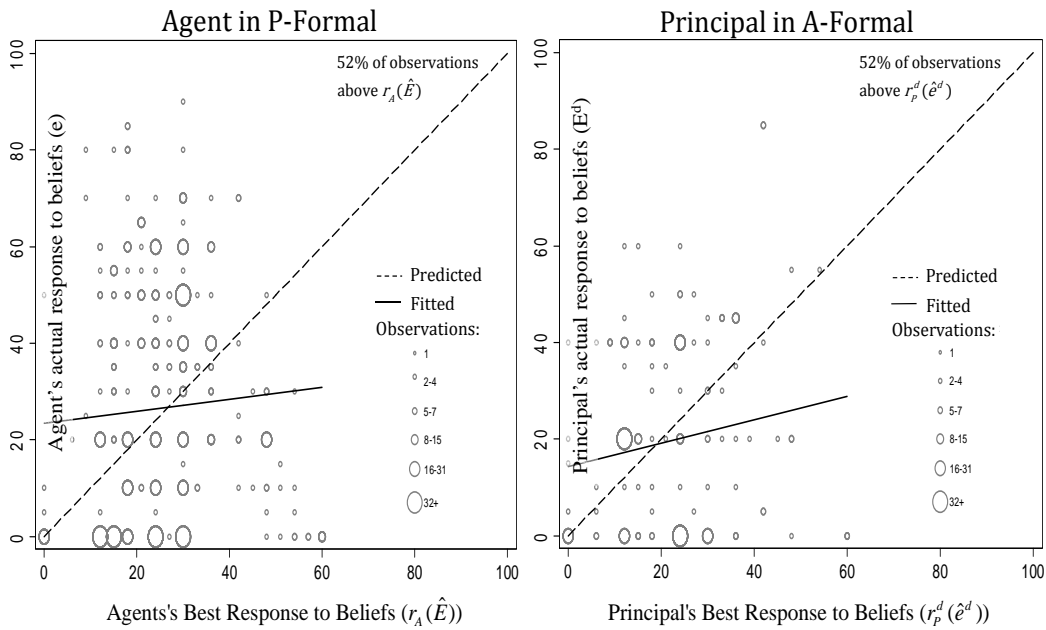 Agent in P-Formal
52% of observations
above r_A(Ê)
Agent's actual response to beliefs (e)
100
80
60
40
20
0
Predicted
Fitted
Observations:
1
2-4
5-7
8-15
16-31
32+
0 20 40 60 80 100
Agents's Best Response to Beliefs (r_A(Ê))
Principal in A-Formal
52% of observations
above r_P^d(ê^d)
Principal's actual response to beliefs (E^d)
100
80
60
40
20
0
Predicted
Fitted
Observations:
1
2-4
5-7
8-15
16-31
32+
0 20 40 60 80 100
Principal's Best Response to Beliefs (r_P^d(ê^d))